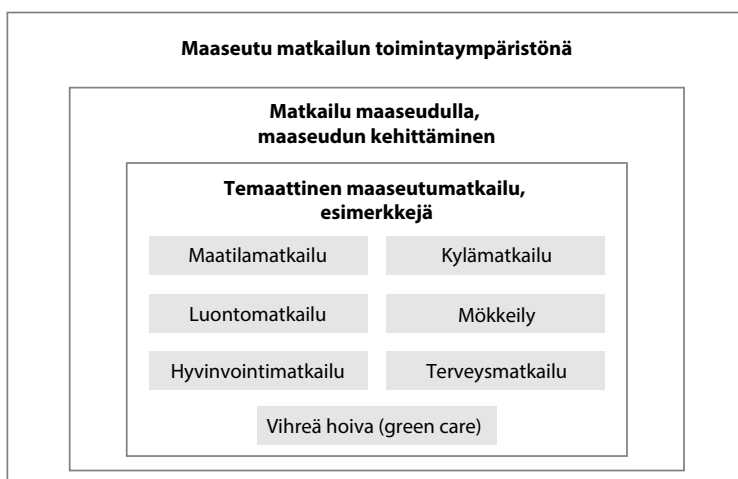 Maaseutu matkailun toimintaympäristönä
Matkailu maaseudulla,
maaseudun kehittäminen
Temaattinen maaseutumatkailu,
esimerkkejä
Maatilamatkailu
Kylämatkailu
Luontomatkailu
Mökkeily
Hyvinvointimatkailu
Terveysmatkailu
Vihreä hoiva (green care)